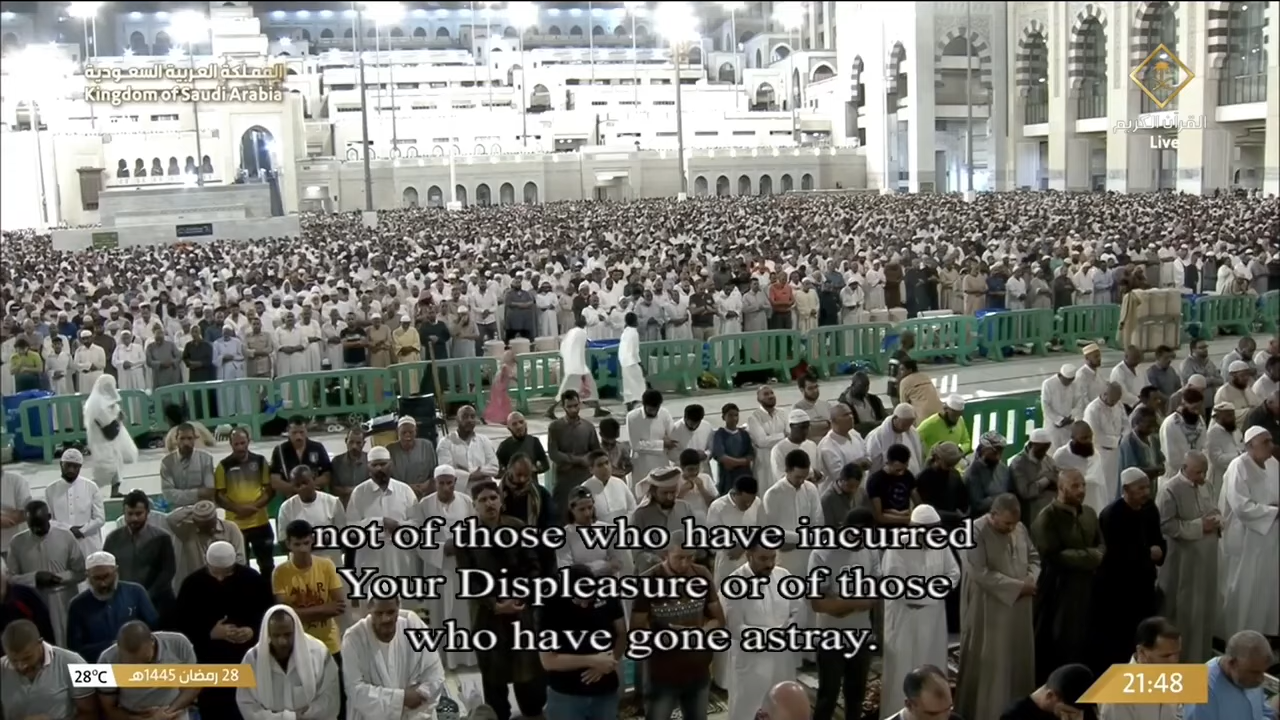 المملكة العربية السعودية
Kingdom of Saudi Arabia
القرآن الكريم
Live
not of those who have incurred
Your Displeasure or of those
who have gone astray.
28°C
28 رمضان 1445هـ
21:48